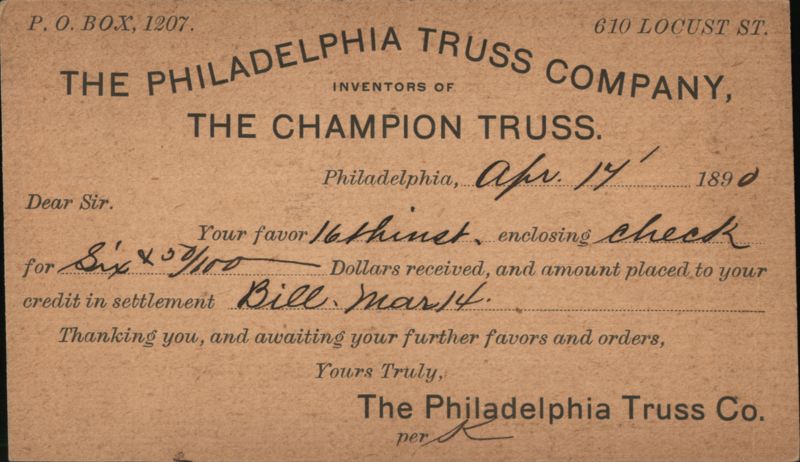 P. O. BOX, 1207. 610 LOCUST ST.
THE PHILADELPHIA TRUSS COMPANY,
INVENTORS OF
THE CHAMPION TRUSS.
Philadelphia, Apr. 17' 1890
Dear Sir.
Your favor 16th inst. enclosing check
for Six & 50/100 Dollars received, and amount placed to your
credit in settlement Bill. Mar 14.
Thanking you, and awaiting your further favors and orders,
Yours Truly,
The Philadelphia Truss Co.
per K